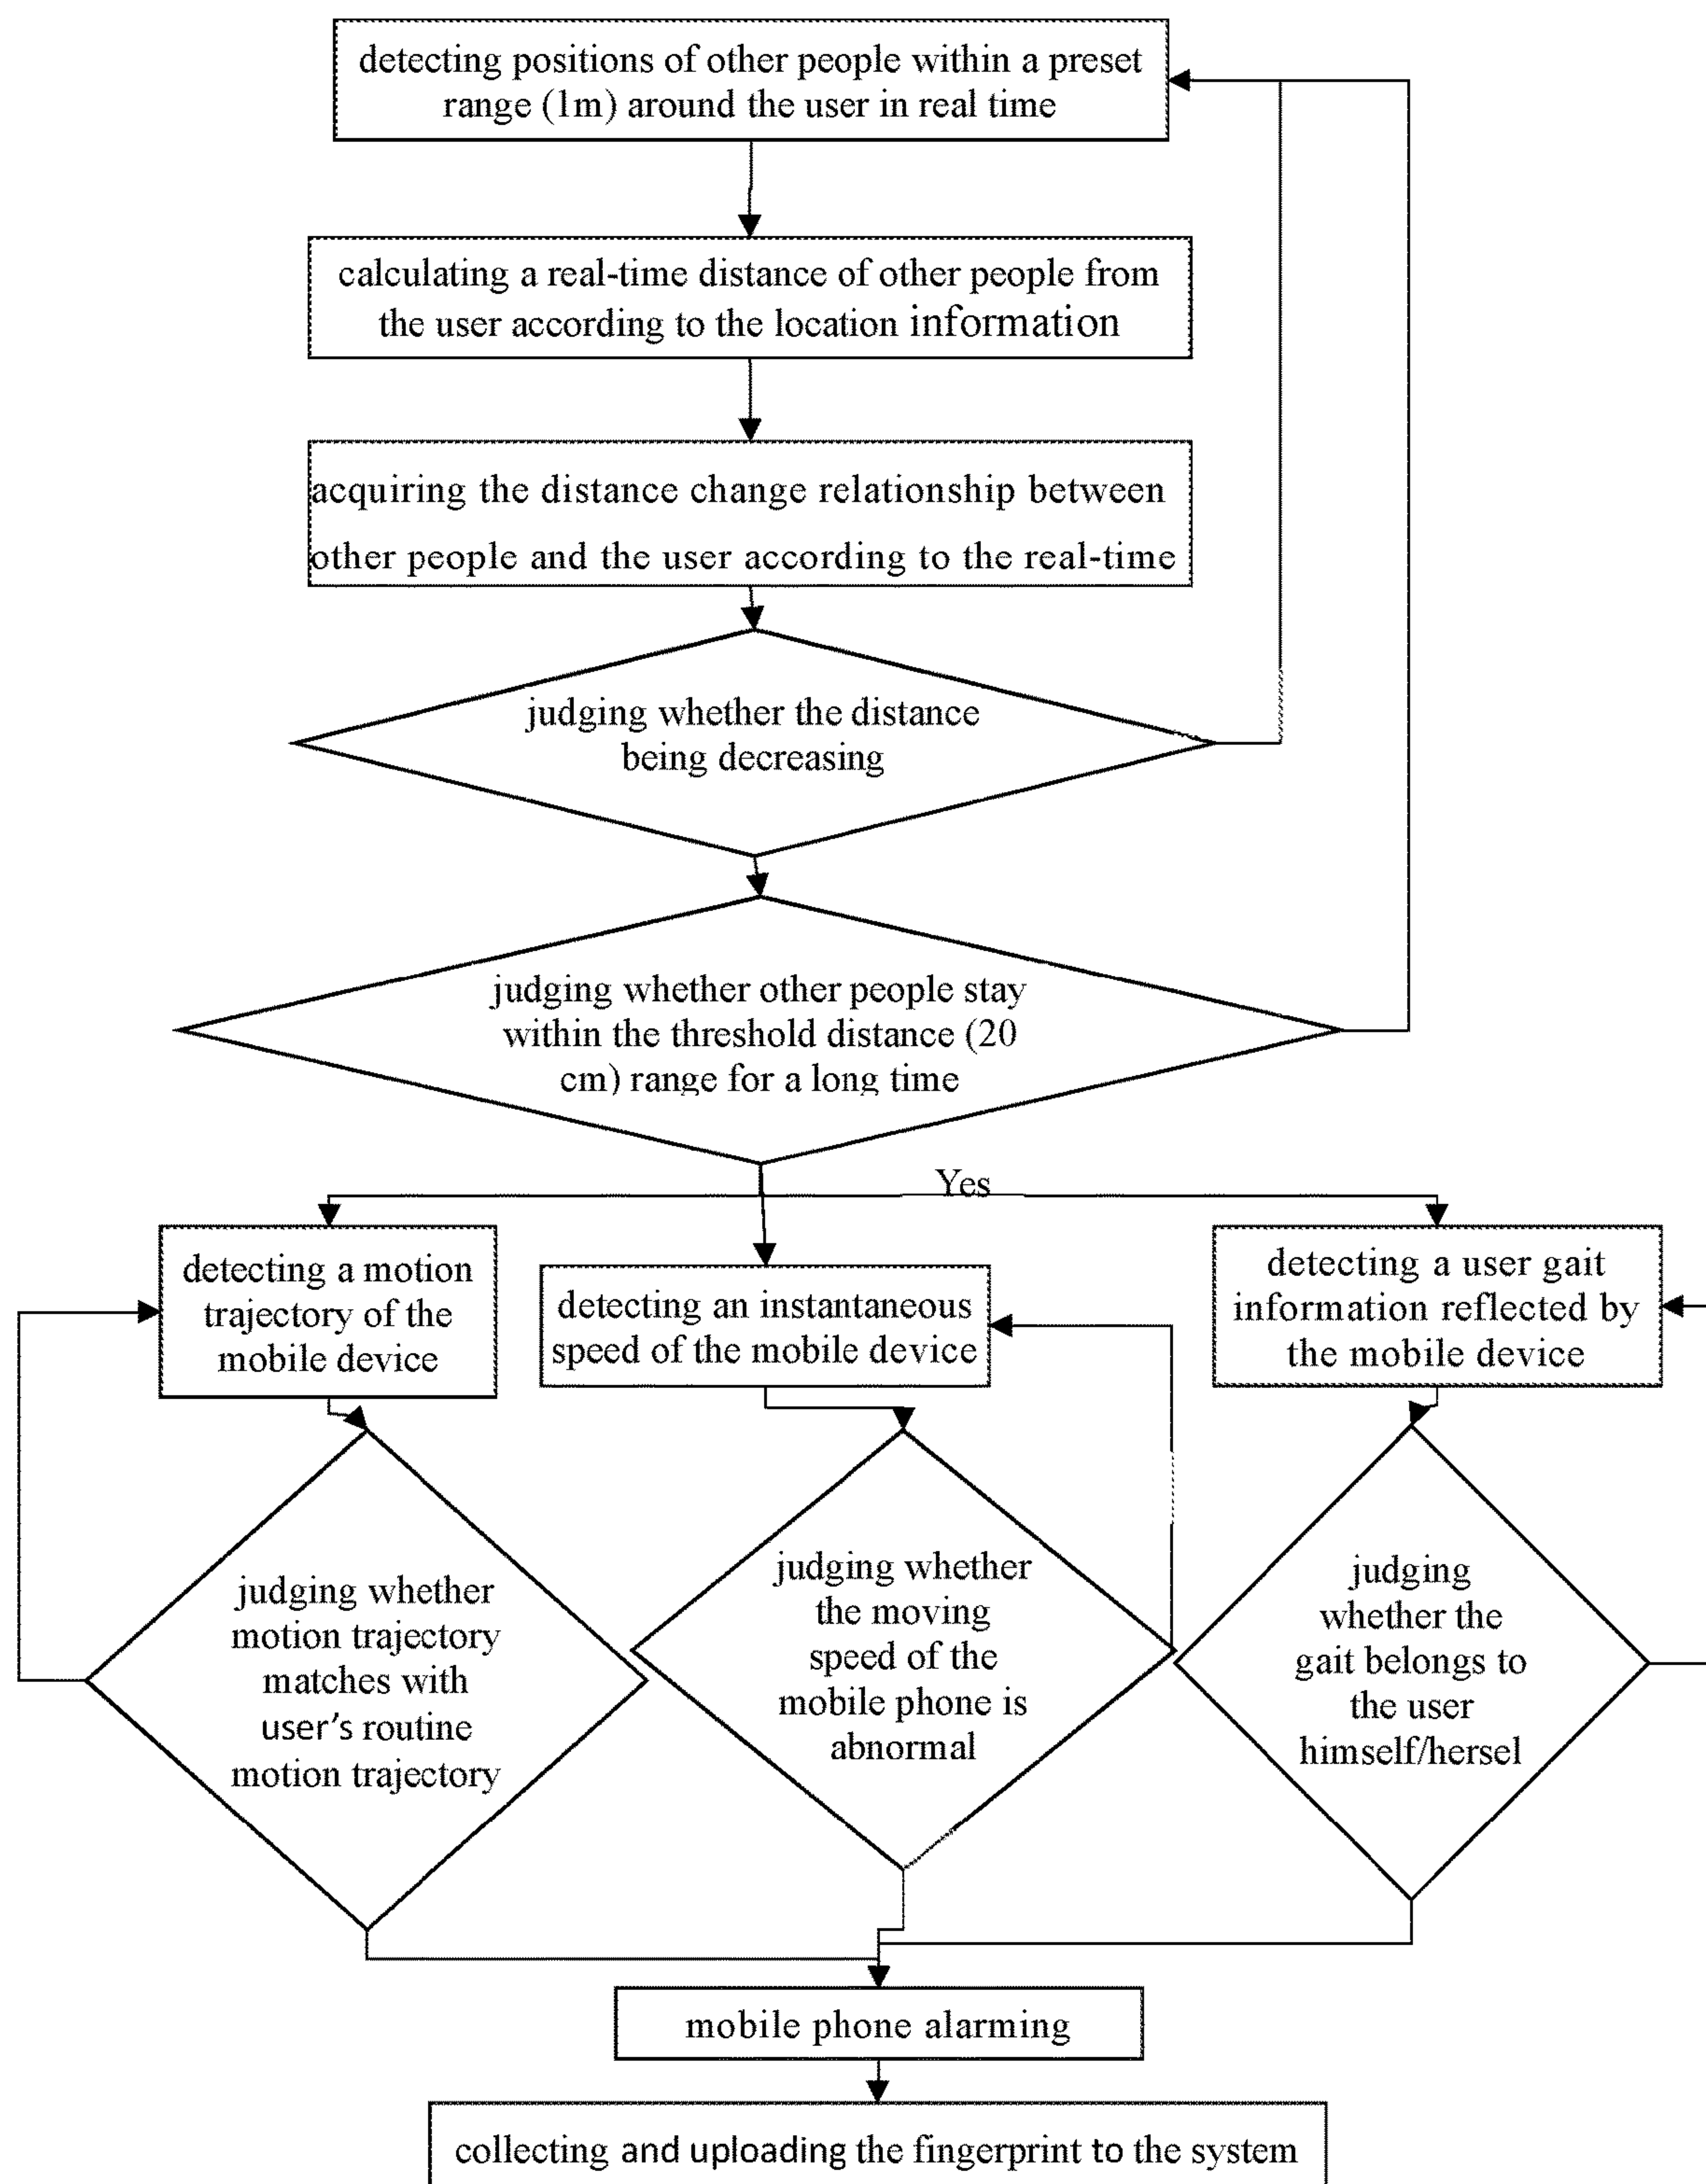 detecting positions of other people within a preset
range (1m) around the user in real time
calculating a real-time distance of other people from
the user according to the location information
acquiring the distance change relationship between
other people and the user according to the real-time
judging whether the distance
being decreasing
judging whether other people stay
within the threshold distance (20
cm) range for a long time
Yes
detecting a motion
trajectory of the
mobile device
detecting an instantaneous
speed of the mobile device
detecting a user gait
information reflected by
the mobile device
judging whether
motion trajectory
matches with
user's routine
motion trajectory
judging whether
the moving
speed of the
mobile phone is
abnormal
judging
whether the
gait belongs to
the user
himself/hersel
mobile phone alarming
collecting and uploading the fingerprint to the system